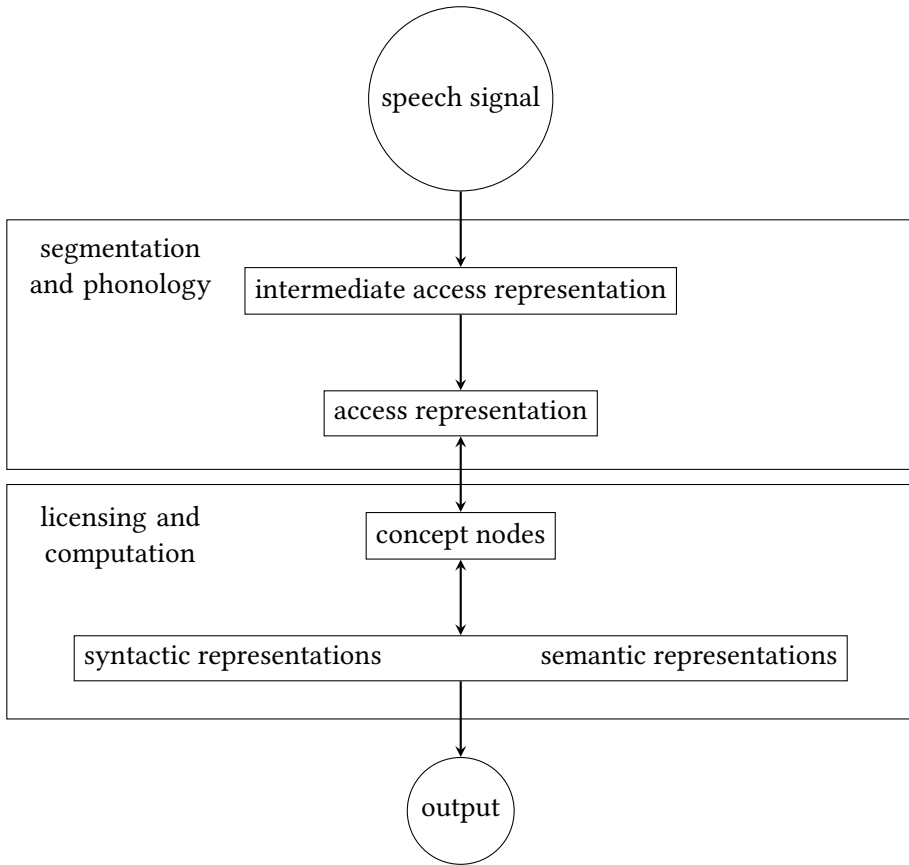 speech signal
segmentation
and phonology
intermediate access representation
access representation
licensing and
computation
concept nodes
syntactic representations semantic representations
output